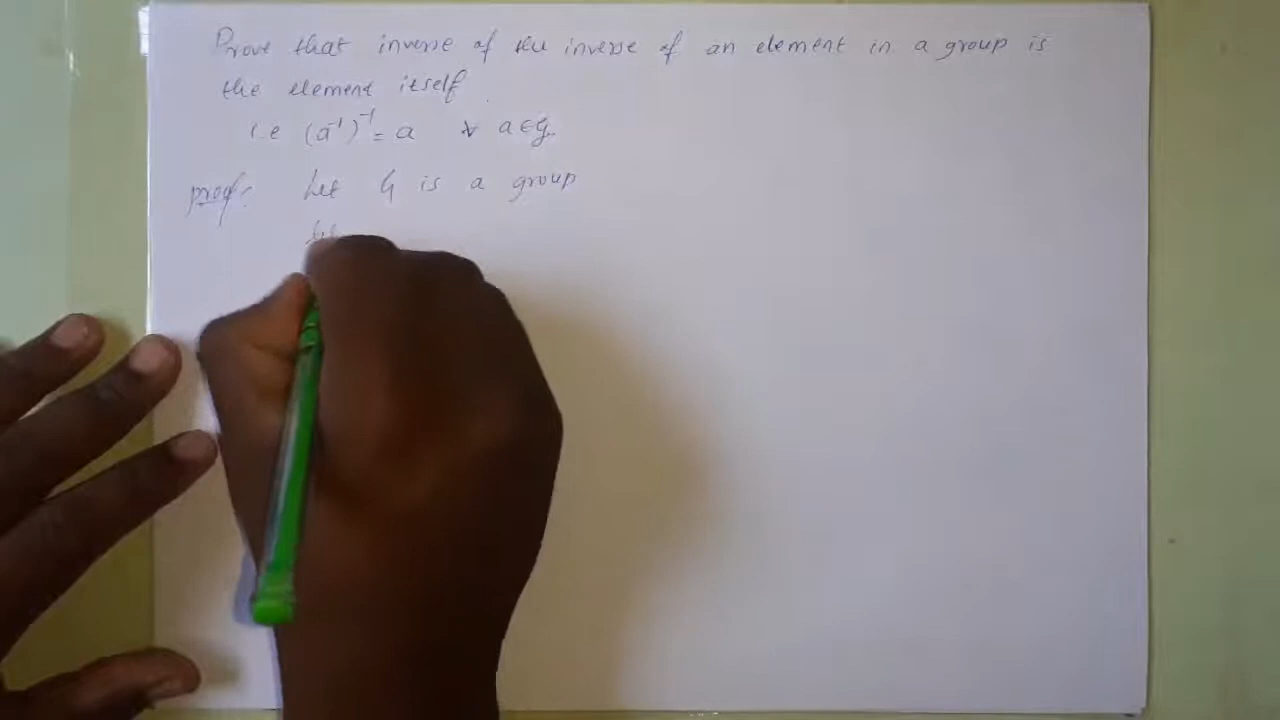 Prove that inverse of the inverse of an element in a group is
the element itself
i.e (a⁻¹)⁻¹ = a ∀ a ∈ G.
proof: Let G is a group
Let